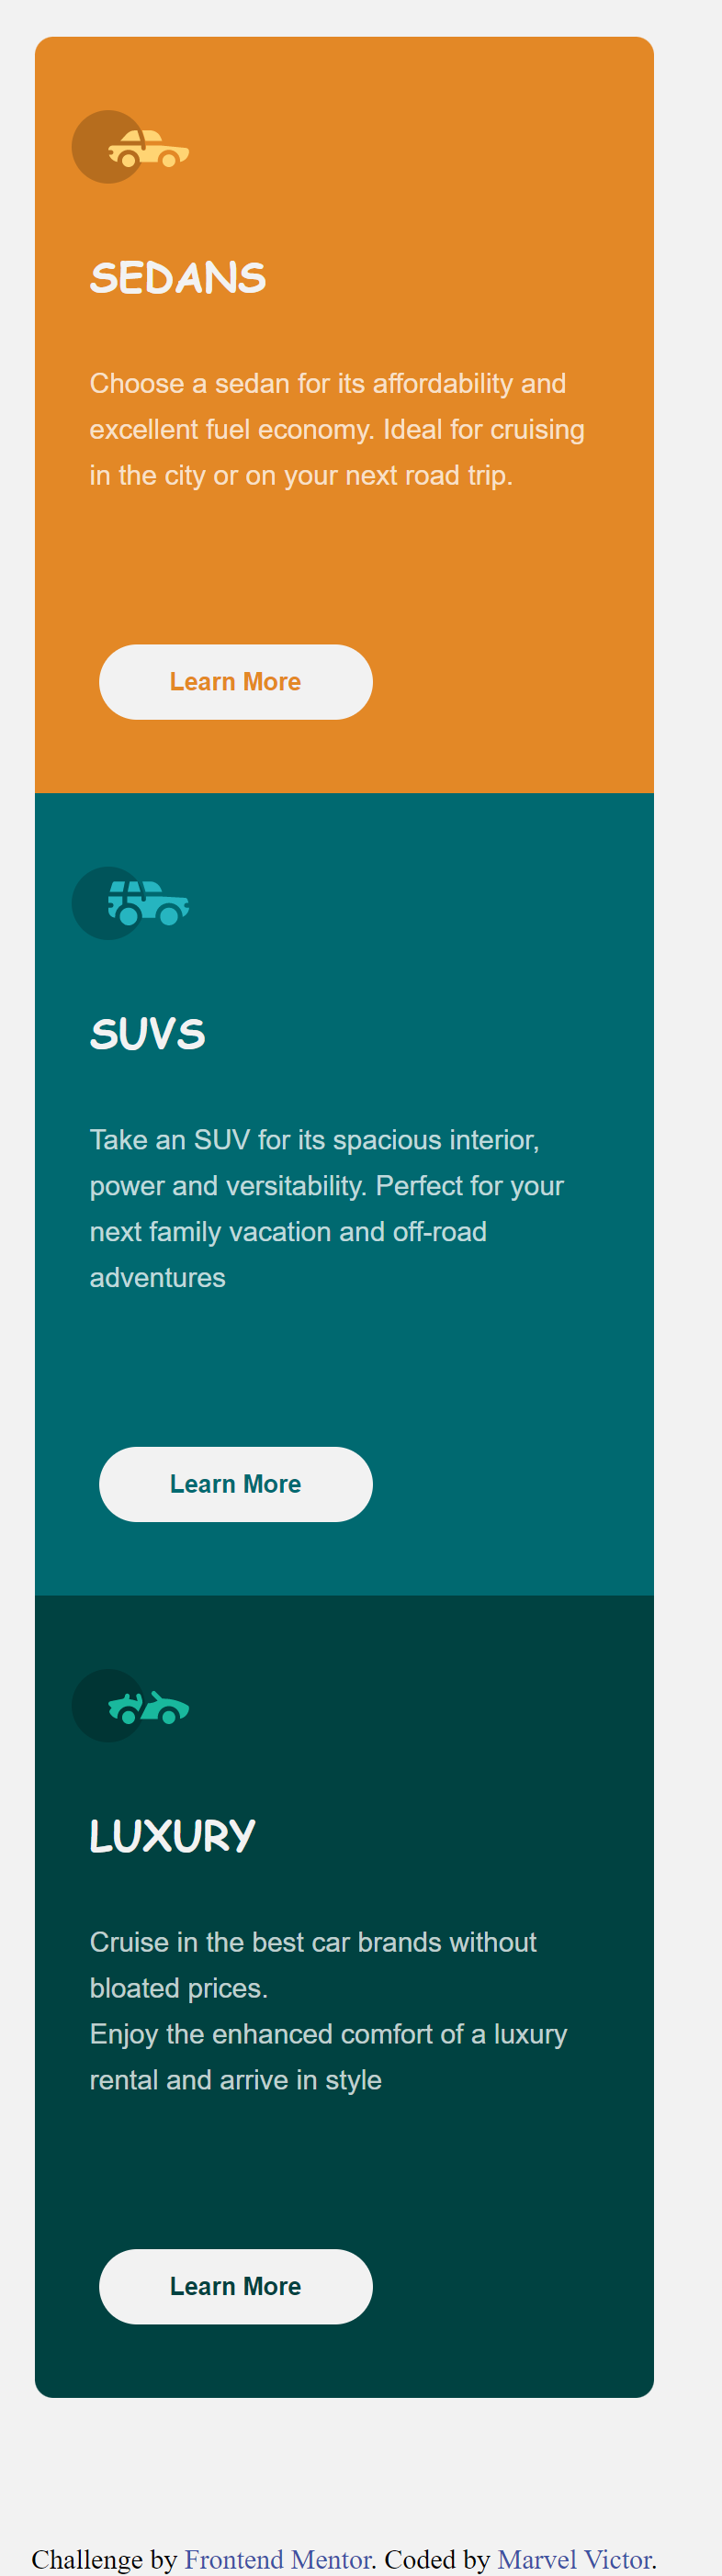 SEDANS
Choose a sedan for its affordability and
excellent fuel economy. Ideal for cruising
in the city or on your next road trip.
Learn More
SUVS
Take an SUV for its spacious interior,
power and versitability. Perfect for your
next family vacation and off-road
adventures
Learn More
LUXURY
Cruise in the best car brands without
bloated prices.
Enjoy the enhanced comfort of a luxury
rental and arrive in style
Learn More
Challenge by Frontend Mentor. Coded by Marvel Victor.